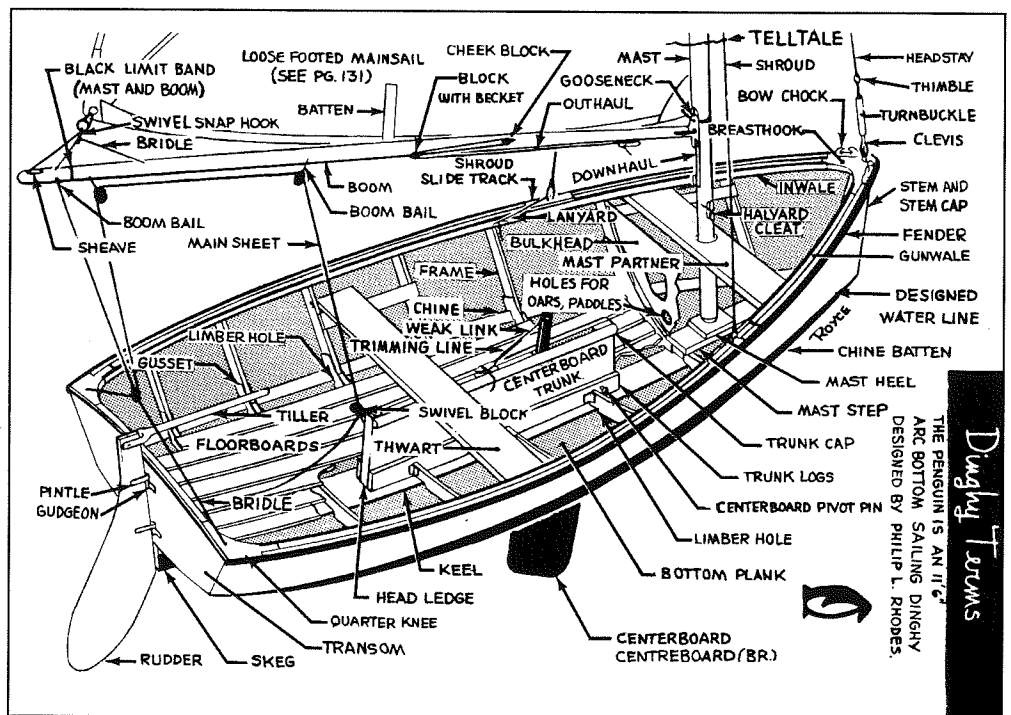 BLACK LIMIT BAND
(MAST AND BOOM)
LOOSE FOOTED MAINSAIL
(SEE PG. 131)
BATTEN
CHEEK BLOCK
BLOCK
WITH BECKET
OUTHAUL
MAST
GOOSENECK
TELLTALE
SHROUD
BOW CHOCK
BREASTHOOK
HEADSTAY
THIMBLE
TURNBUCKLE
CLEVIS
SWIVEL SNAP HOOK
BRIDLE
SHROUD
SLIDE TRACK
DOWNHAUL
BOOM
BOOM BAIL
BOOM BAIL
SHEAVE
MAIN SHEET
INWALE
LANYARD
HALYARD
CLEAT
STEM AND
STEM CAP
FENDER
GUNWALE
BULKHEAD
MAST PARTNER
FRAME
HOLES FOR
OARS, PADDLES
CHINE
WEAK LINK
TRIMMING LINE
DESIGNED
WATER LINE
ROYCE
CHINE BATTEN
LIMBER HOLE
GUSSET
CENTERBOARD
TRUNK
MAST HEEL
MAST STEP
TILLER
SWIVEL BLOCK
FLOORBOARDS
THWART
TRUNK CAP
TRUNK LOGS
PINTLE
GUDGEON
BRIDLE
CENTERBOARD PIVOT PIN
LIMBER HOLE
KEEL
BOTTOM PLANK
HEAD LEDGE
QUARTER KNEE
TRANSOM
RUDDER
SKEG
CENTERBOARD
CENTREBOARD (BR.)
Dinghy Terms
THE PENGUIN IS AN 11'6"
ARC BOTTOM SAILING DINGHY
DESIGNED BY PHILIP L. RHODES.